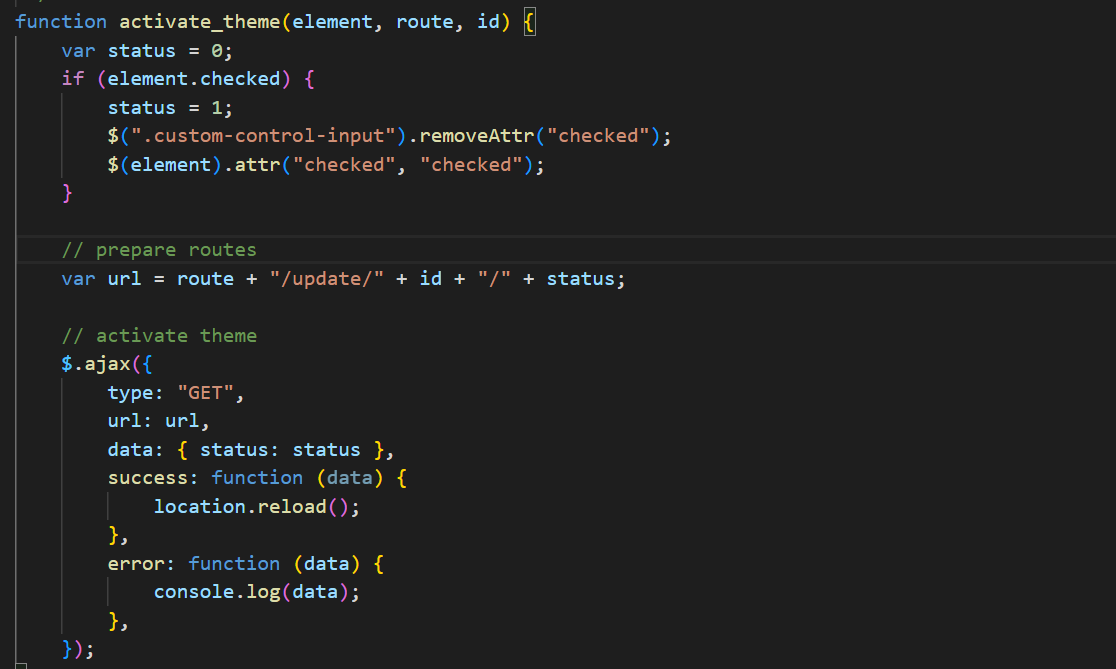 function activate_theme(element, route, id) {
    var status = 0;
    if (element.checked) {
        status = 1;
        $(".custom-control-input").removeAttr("checked");
        $(element).attr("checked", "checked");
    }

    // prepare routes
    var url = route + "/update/" + id + "/" + status;

    // activate theme
    $.ajax({
        type: "GET",
        url: url,
        data: { status: status },
        success: function (data) {
            location.reload();
        },
        error: function (data) {
            console.log(data);
        },
    });